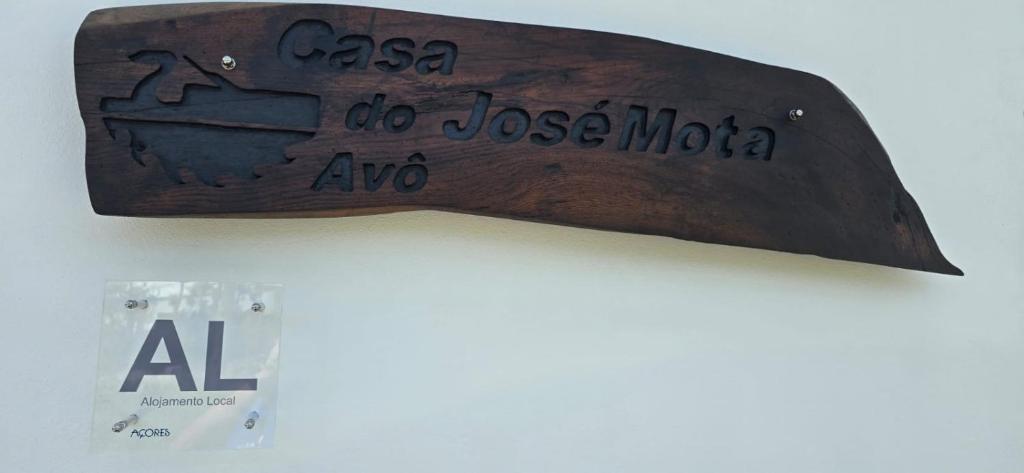 Casa
do José Mota
Avô
AL
Alojamento Local
AÇORES